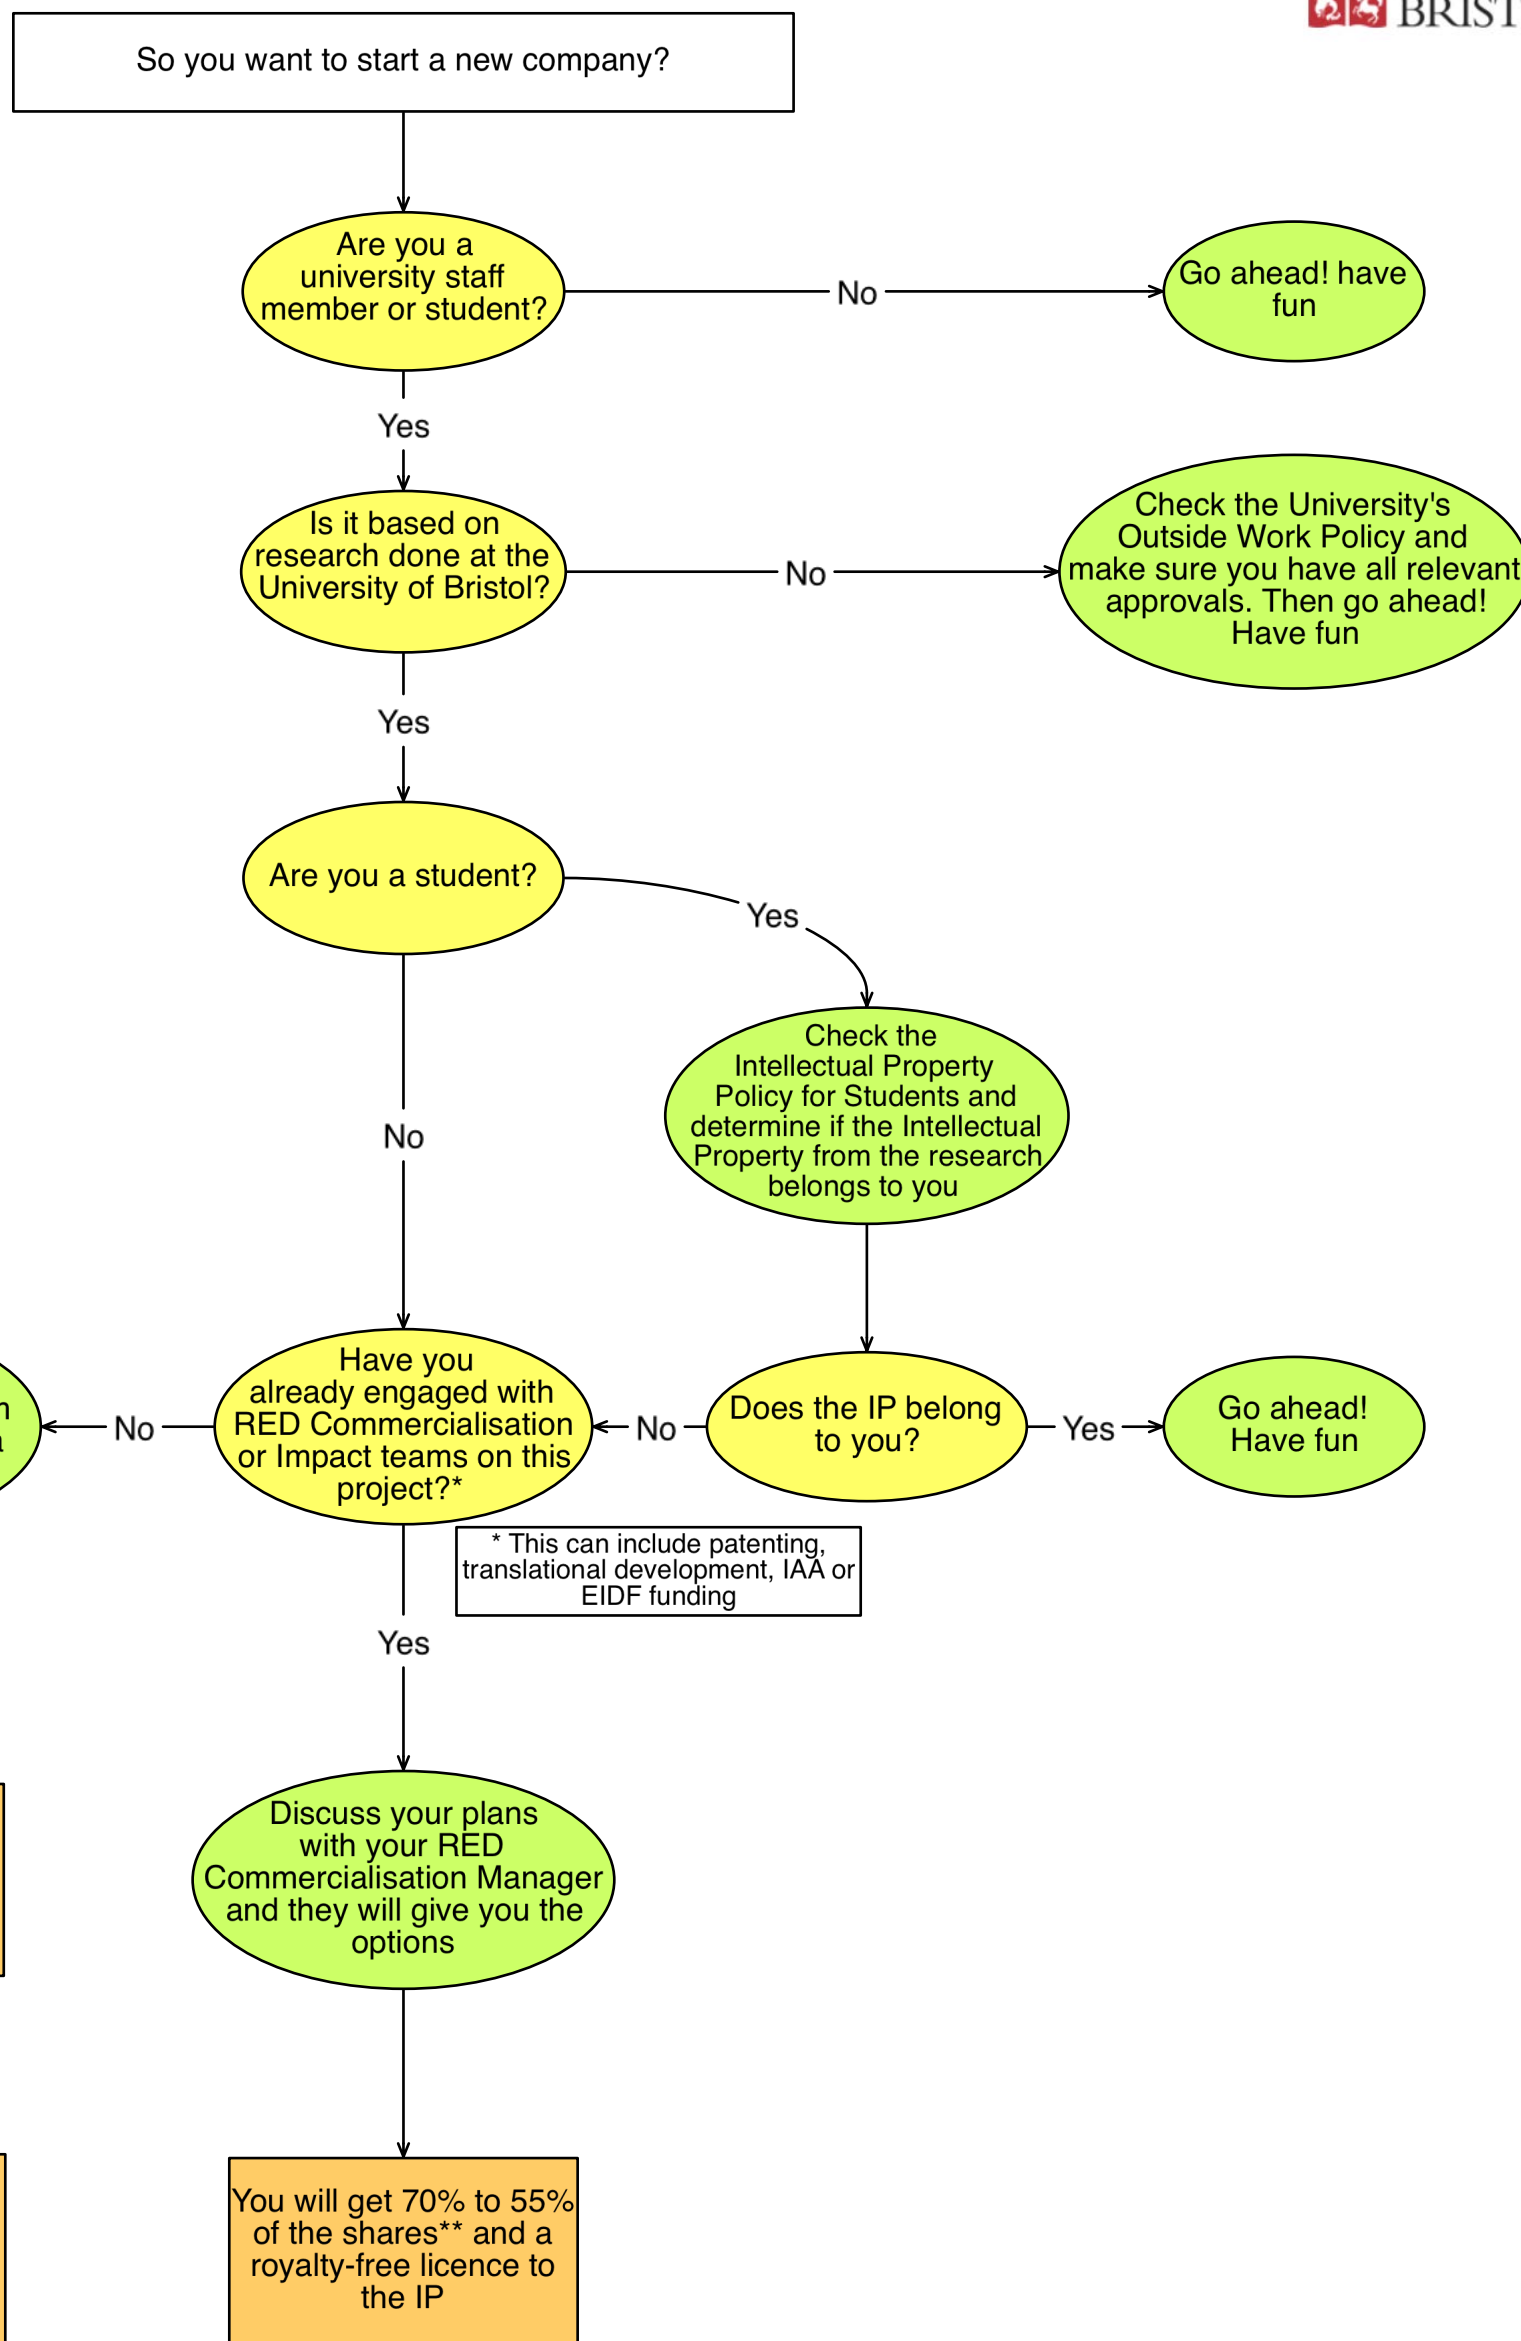 BRIST
So you want to start a new company?
Are you a
university staff
member or student?
No
Go ahead! have
fun
Yes
Is it based on
research done at the
University of Bristol?
No
Check the University's
Outside Work Policy and
make sure you have all relevant
approvals. Then go ahead!
Have fun
Yes
Are you a student?
Yes
Check the
Intellectual Property
Policy for Students and
determine if the Intellectual
Property from the research
belongs to you
No
Have you
already engaged with
RED Commercialisation
or Impact teams on this
project?*
No
No
Does the IP belong
to you?
Yes
Go ahead!
Have fun
* This can include patenting,
translational development, IAA or
EIDF funding
Yes
Discuss your plans
with your RED
Commercialisation Manager
and they will give you the
options
You will get 70% to 55%
of the shares** and a
royalty-free licence to
the IP